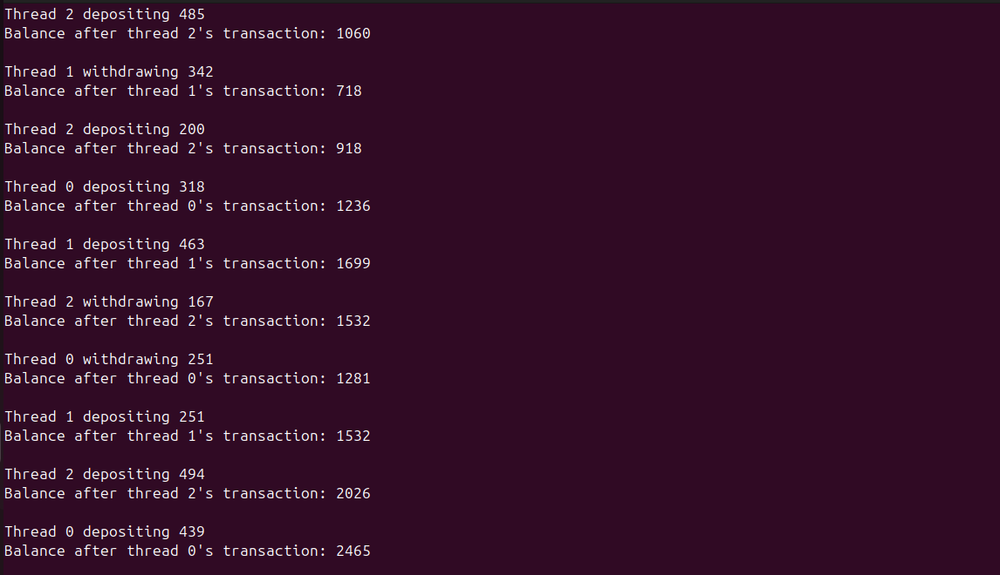 Thread 2 depositing 485
Balance after thread 2's transaction: 1060
Thread 1 withdrawing 342
Balance after thread 1's transaction: 718
Thread 2 depositing 200
Balance after thread 2's transaction: 918
Thread 0 depositing 318
Balance after thread 0's transaction: 1236
Thread 1 depositing 463
Balance after thread 1's transaction: 1699
Thread 2 withdrawing 167
Balance after thread 2's transaction: 1532
Thread 0 withdrawing 251
Balance after thread 0's transaction: 1281
Thread 1 depositing 251
Balance after thread 1's transaction: 1532
Thread 2 depositing 494
Balance after thread 2's transaction: 2026
Thread 0 depositing 439
Balance after thread 0's transaction: 2465